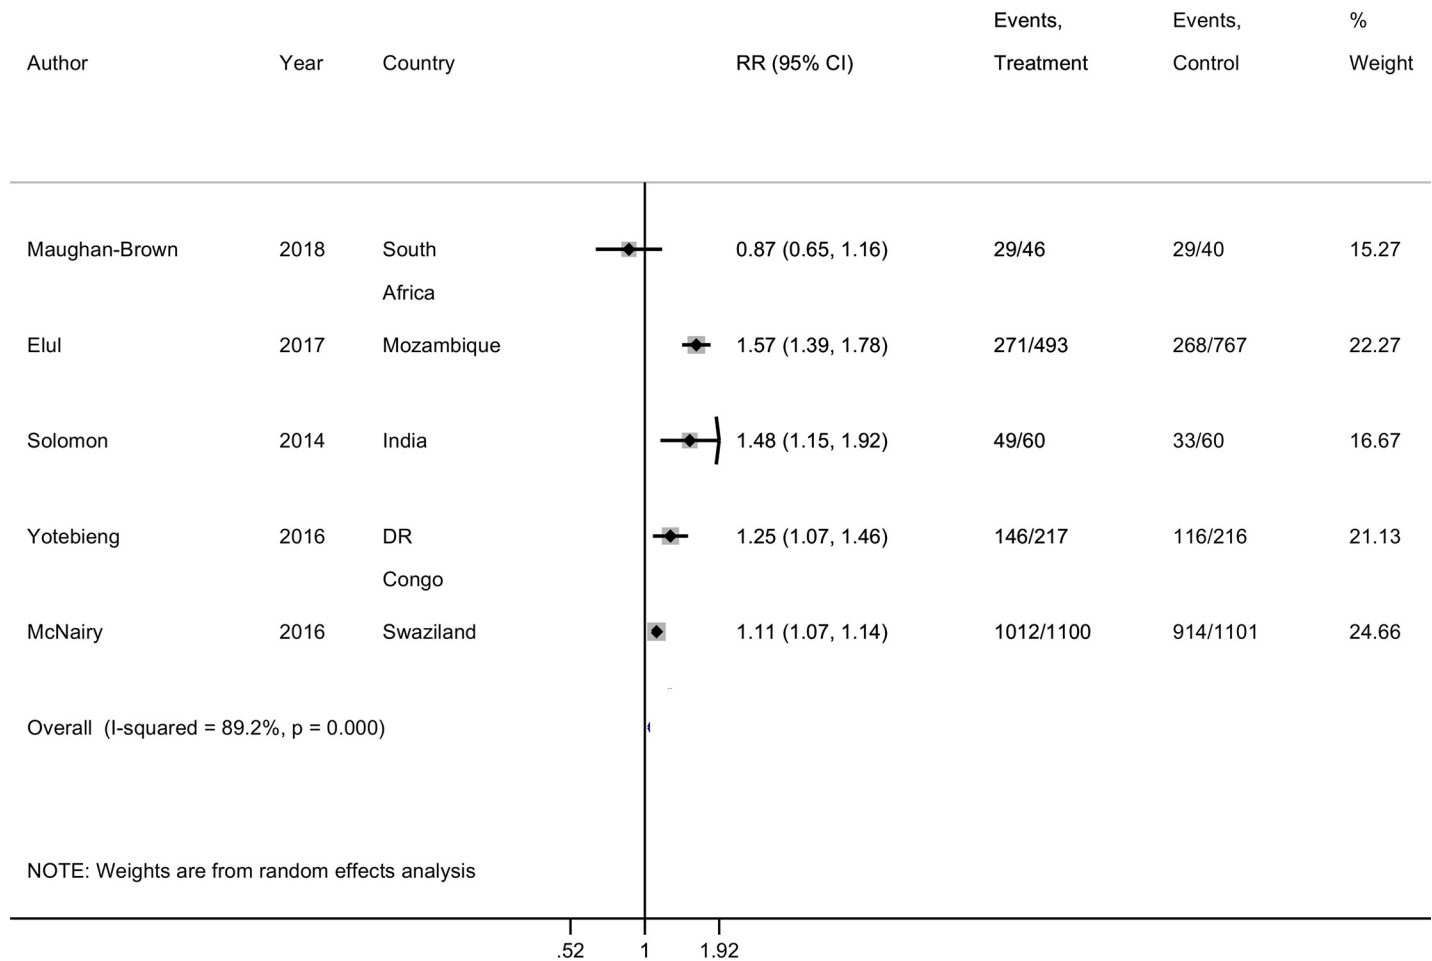 Events, Events, %
Author Year Country RR (95% CI) Treatment Control Weight
Maughan-Brown 2018 South 0.87 (0.65, 1.16) 29/46 29/40 15.27
Africa
Elul 2017 Mozambique 1.57 (1.39, 1.78) 271/493 268/767 22.27
Solomon 2014 India 1.48 (1.15, 1.92) 49/60 33/60 16.67
Yotebieng 2016 DR 1.25 (1.07, 1.46) 146/217 116/216 21.13
Congo
McNairy 2016 Swaziland 1.11 (1.07, 1.14) 1012/1100 914/1101 24.66
Overall (I-squared = 89.2%, p = 0.000)
NOTE: Weights are from random effects analysis
.52 1 1.92